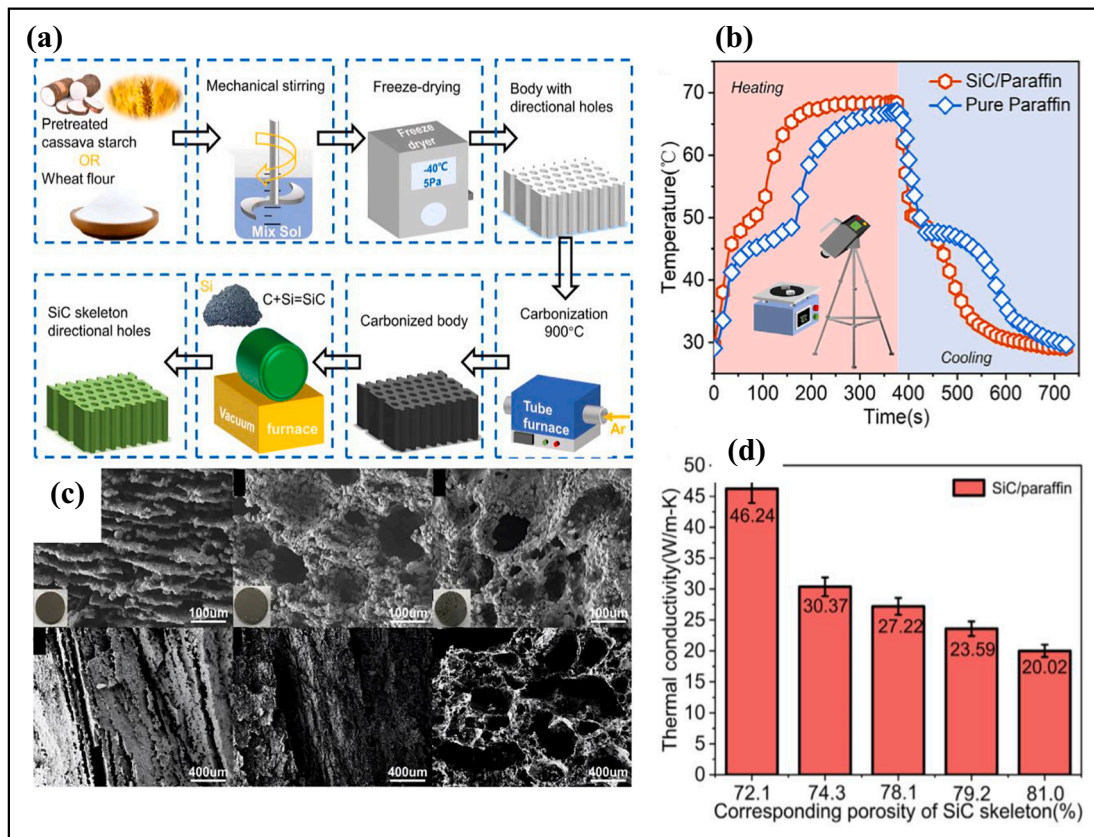 (a)
Pretreated
cassava starch
OR
Wheat flour
Mechanical stirring
Mix Sol
Freeze-drying
Freeze
dryer
-40℃
5Pa
Body with
directional holes
SiC skeleton
directional holes
Si
C+Si=SiC
Vacuum furnace
Carbonized body
Carbonization
900°C
Tube
furnace
Ar
(b)
Heating
SiC/Paraffin
Pure Paraffin
Cooling
Temperature(℃)
70
60
50
40
30
0 100 200 300 400 500 600 700
Time(s)
(c)
100um
100um
100um
400um
400um
400um
(d)
SiC/paraffin
Thermal conductivity(W/m-K)
50
45
40
35
30
25
20
15
10
5
0
46.24
30.37
27.22
23.59
20.02
72.1 74.3 78.1 79.2 81.0
Corresponding porosity of SiC skeleton(%)